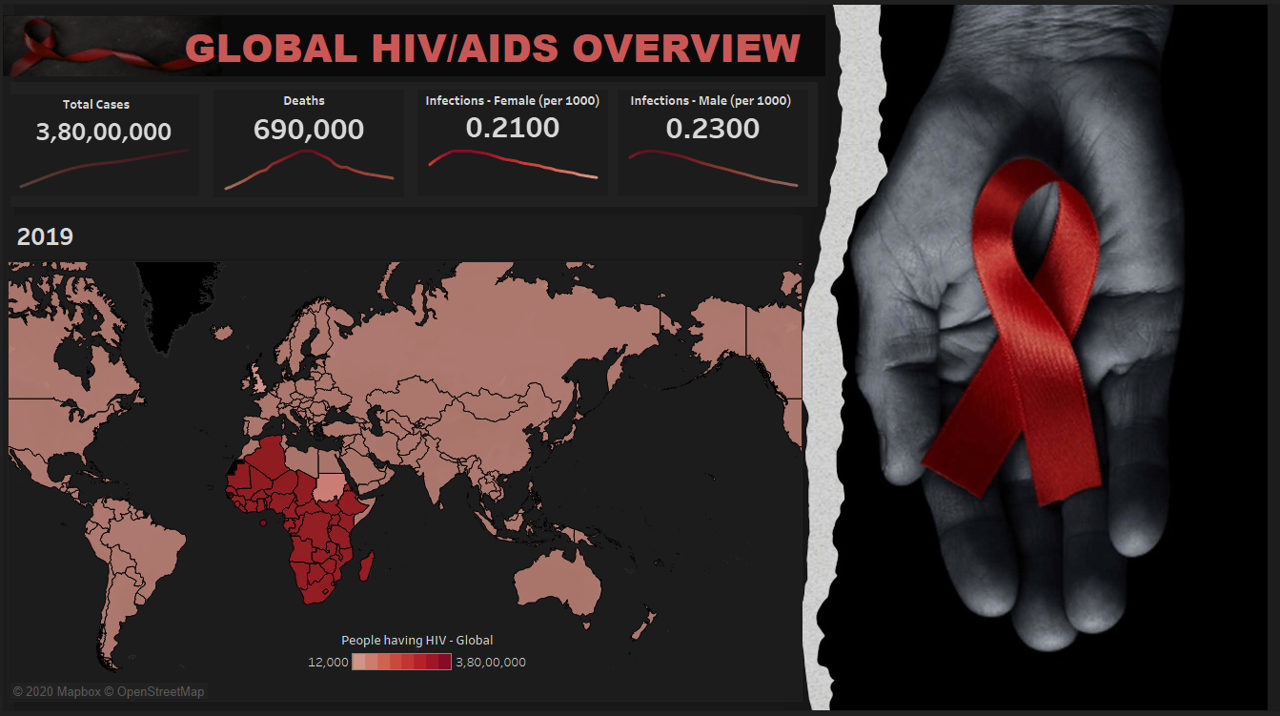 GLOBAL HIV/AIDS OVERVIEW
Total Cases
3,80,00,000
Deaths
690,000
Infections - Female (per 1000)
0.2100
Infections - Male (per 1000)
0.2300
2019
People having HIV - Global
12,000 3,80,00,000
© 2020 Mapbox © OpenStreetMap